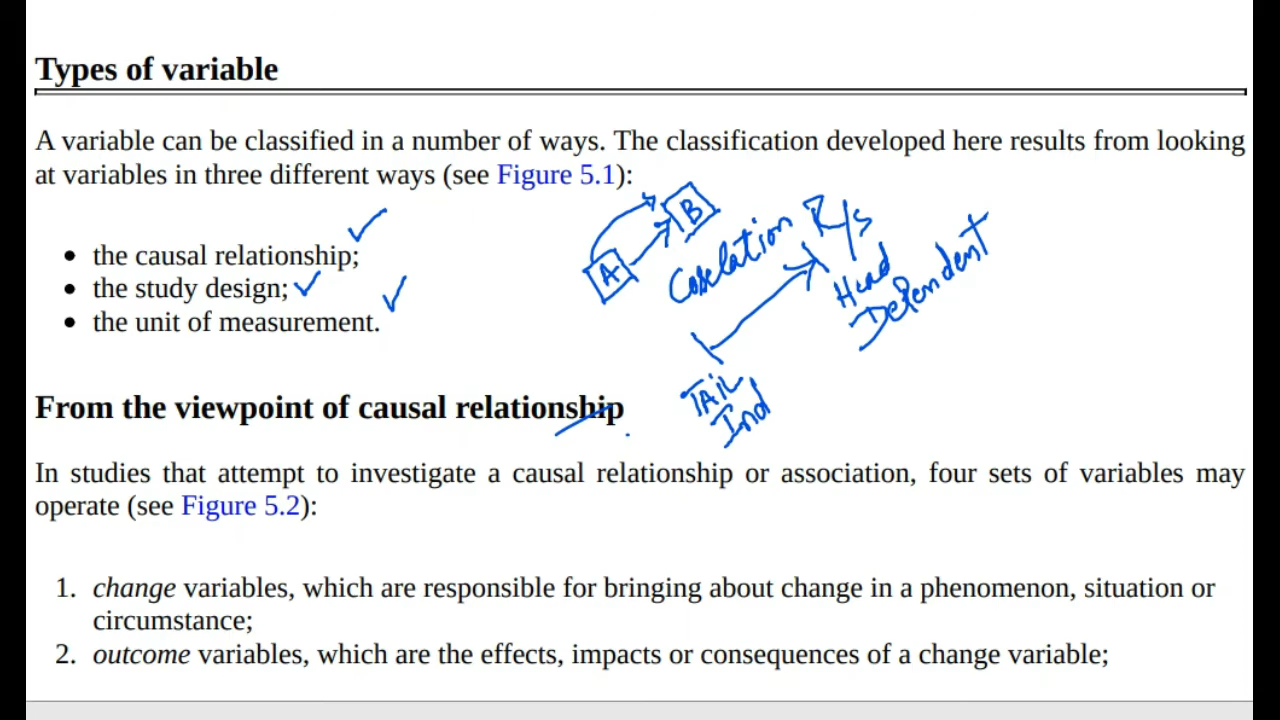 Types of variable
A variable can be classified in a number of ways. The classification developed here results from looking
at variables in three different ways (see Figure 5.1):
• the causal relationship;
• the study design;
• the unit of measurement.
A
B
R/s
Head
Dependent
TAIL
Ind
From the viewpoint of causal relationship
In studies that attempt to investigate a causal relationship or association, four sets of variables may
operate (see Figure 5.2):
1. change variables, which are responsible for bringing about change in a phenomenon, situation or
circumstance;
2. outcome variables, which are the effects, impacts or consequences of a change variable;